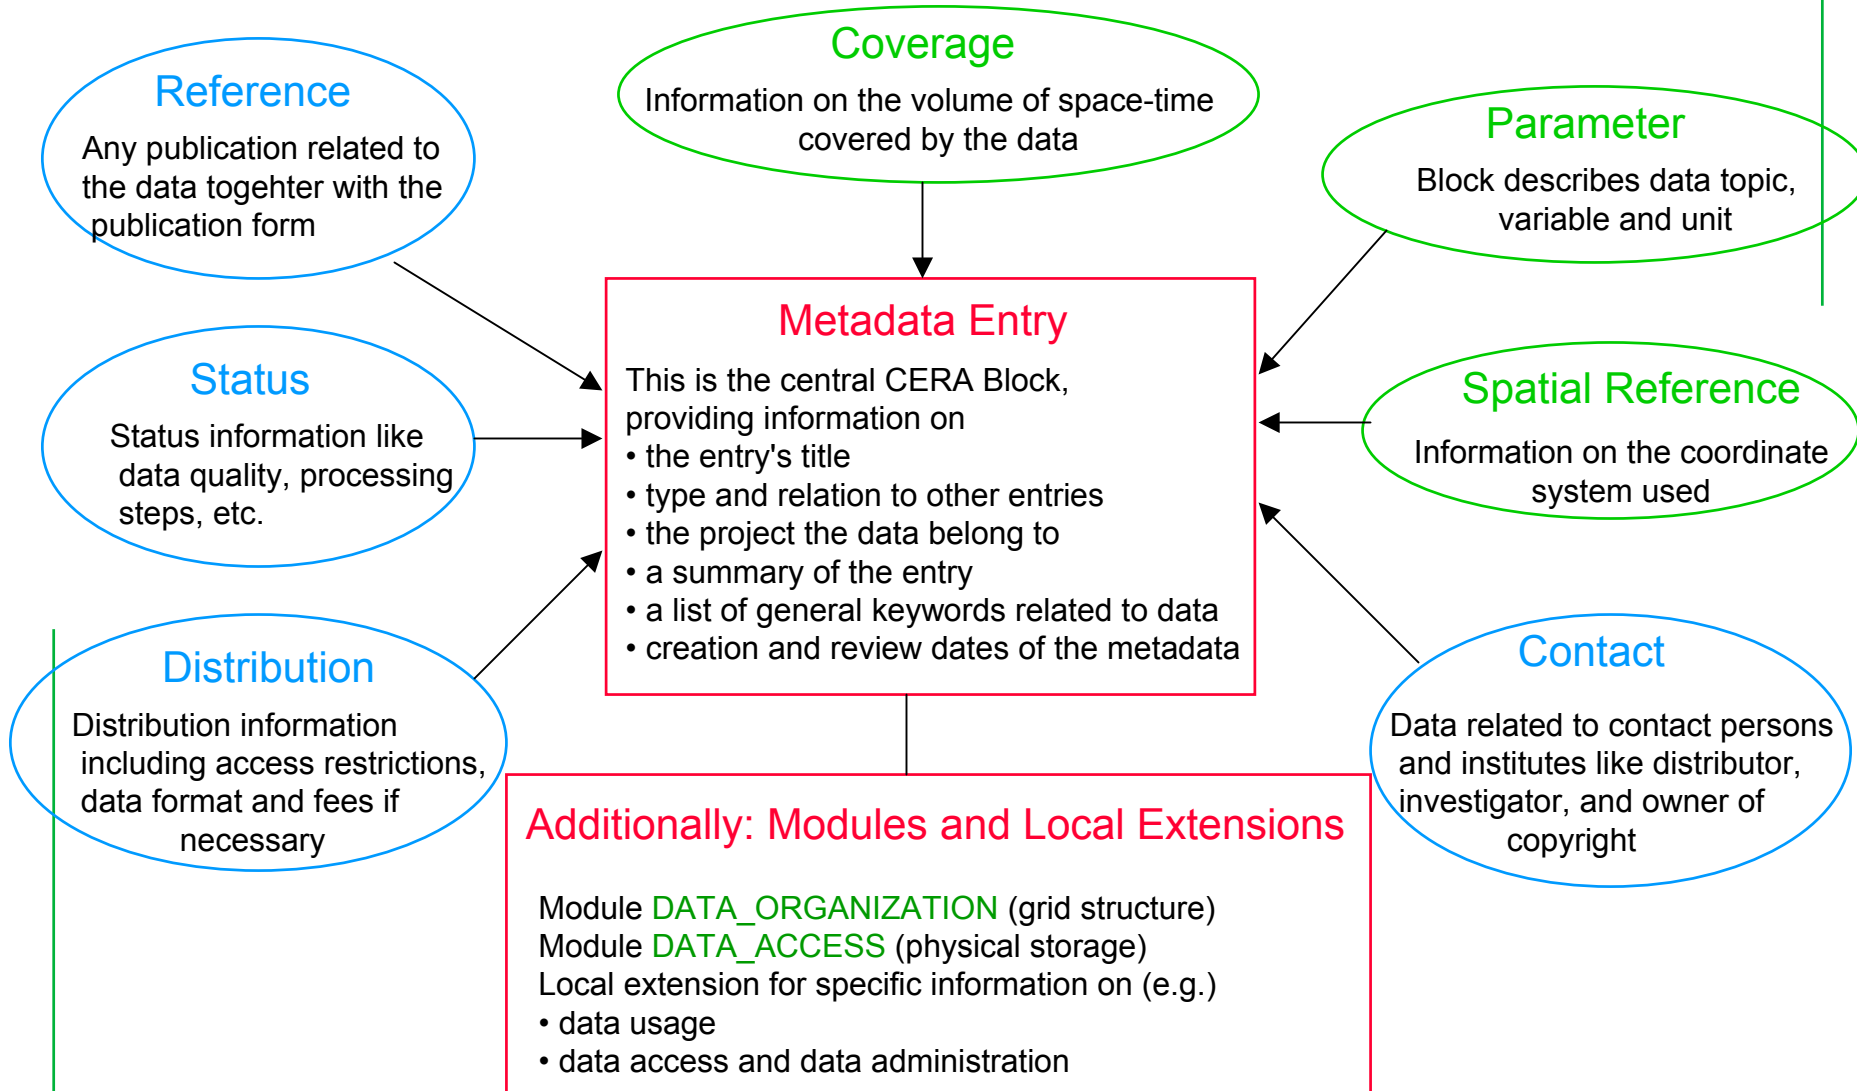 Coverage
Information on the volume of space-time
covered by the data
Reference
Any publication related to
the data togehter with the
publication form
Parameter
Block describes data topic,
variable and unit
Metadata Entry
This is the central CERA Block,
providing information on
• the entry's title
• type and relation to other entries
• the project the data belong to
• a summary of the entry
• a list of general keywords related to data
• creation and review dates of the metadata
Status
Status information like
data quality, processing
steps, etc.
Spatial Reference
Information on the coordinate
system used
Distribution
Distribution information
including access restrictions,
data format and fees if
necessary
Contact
Data related to contact persons
and institutes like distributor,
investigator, and owner of
copyright
Additionally: Modules and Local Extensions
Module DATA_ORGANIZATION (grid structure)
Module DATA_ACCESS (physical storage)
Local extension for specific information on (e.g.)
• data usage
• data access and data administration